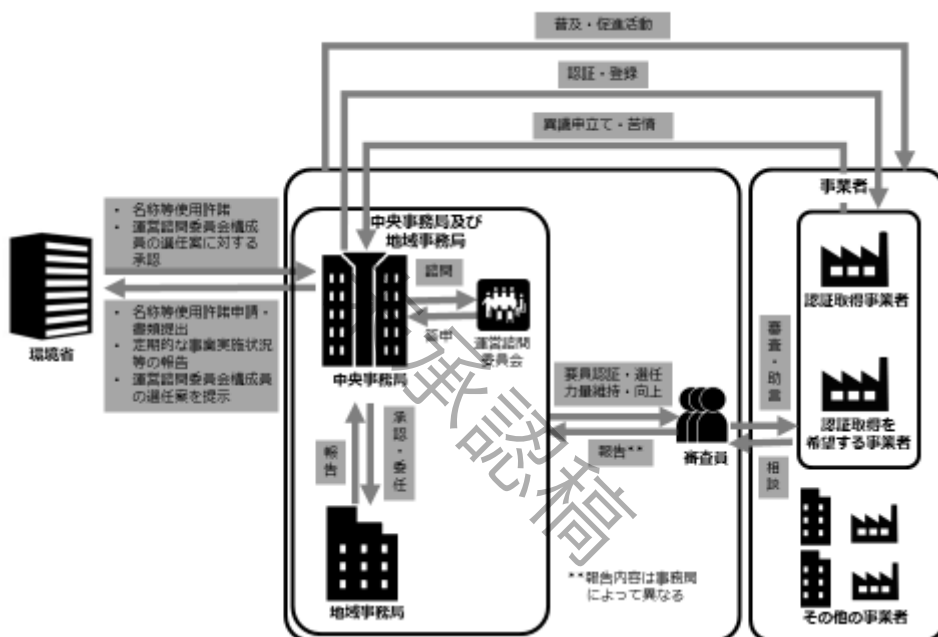 普及・促進活動
認証・登録
異議申立て・苦情
事業者
• 名称等使用許諾
• 運営諮問委員会構成
員の選任案に対する
承認
中央事務局及び
地域事務局
諮問
答申
運営諮問
委員会
認証取得事業者
環境省
• 名称等使用許諾申請・
書類提出
• 定期的な事業実施状況
等の報告
• 運営諮問委員会構成員
の選任案を提示
中央事務局
要員認証・選任
力量維持・向上
審査・助言
認証取得を
希望する事業者
報告
承認・委任
報告**
審査員
相談
承認稿
**報告内容は事務局
によって異なる
地域事務局
その他の事業者